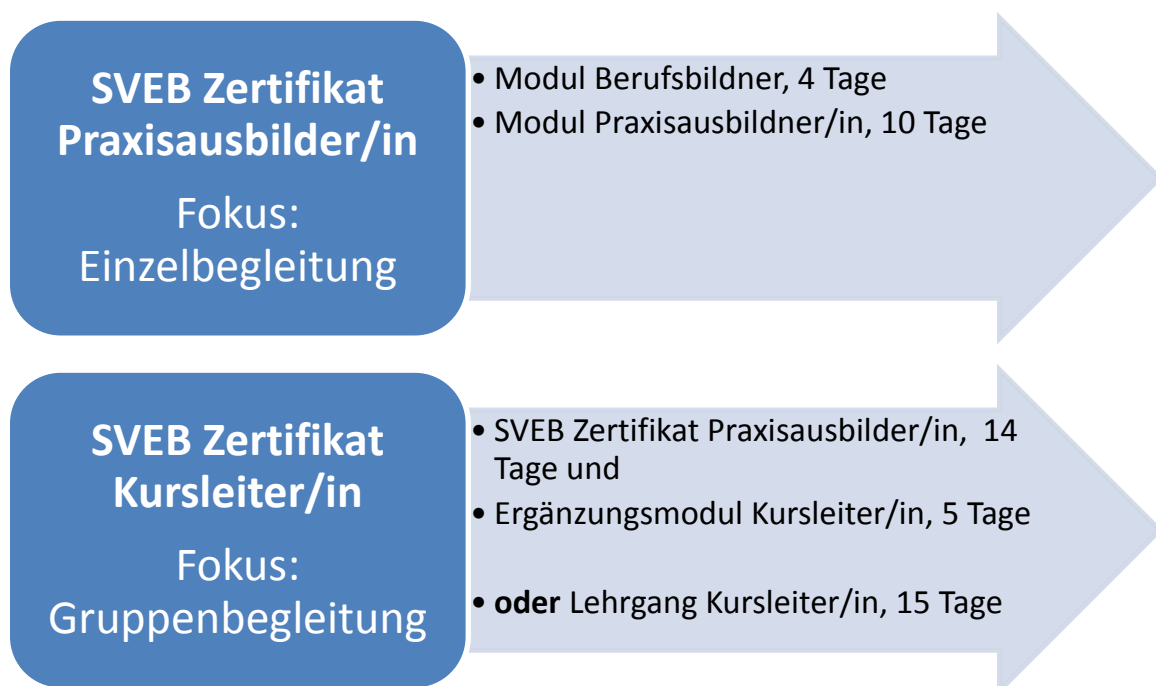 SVEB Zertifikat
Praxisausbilder/in
Fokus:
Einzelbegleitung
• Modul Berufsbildner, 4 Tage
• Modul Praxisausbildner/in, 10 Tage
SVEB Zertifikat
Kursleiter/in
Fokus:
Gruppenbegleitung
• SVEB Zertifikat Praxisausbilder/in, 14
Tage und
• Ergänzungsmodul Kursleiter/in, 5 Tage
• oder Lehrgang Kursleiter/in, 15 Tage